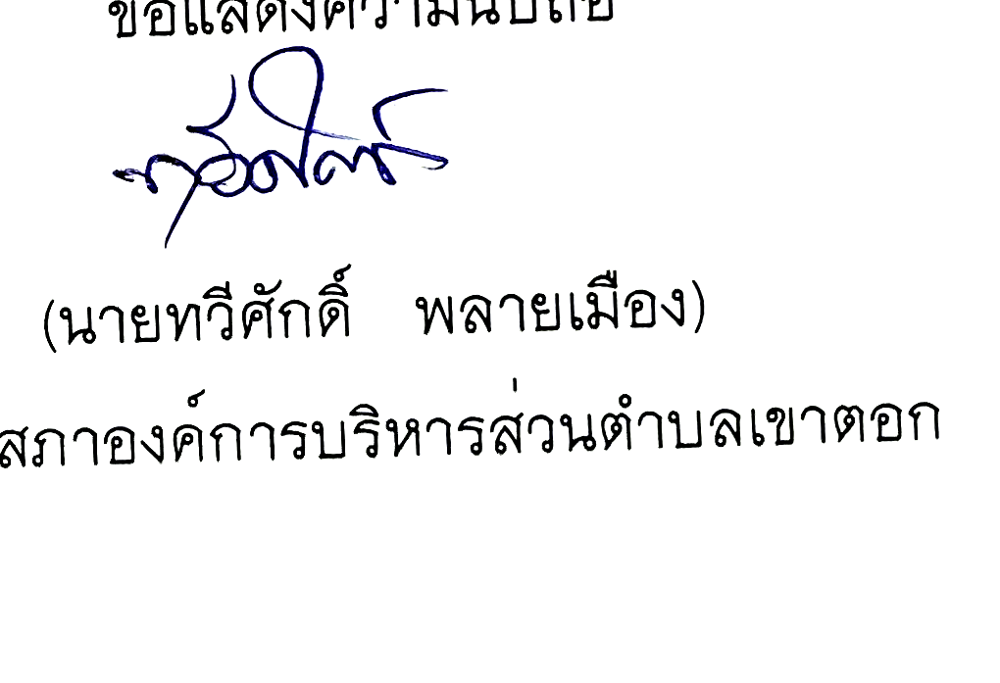 ขอแสดงความนับถือ
(นายทวีศักดิ์ พลายเมือง)
สภาองค์การบริหารส่วนตำบลเขาตอก